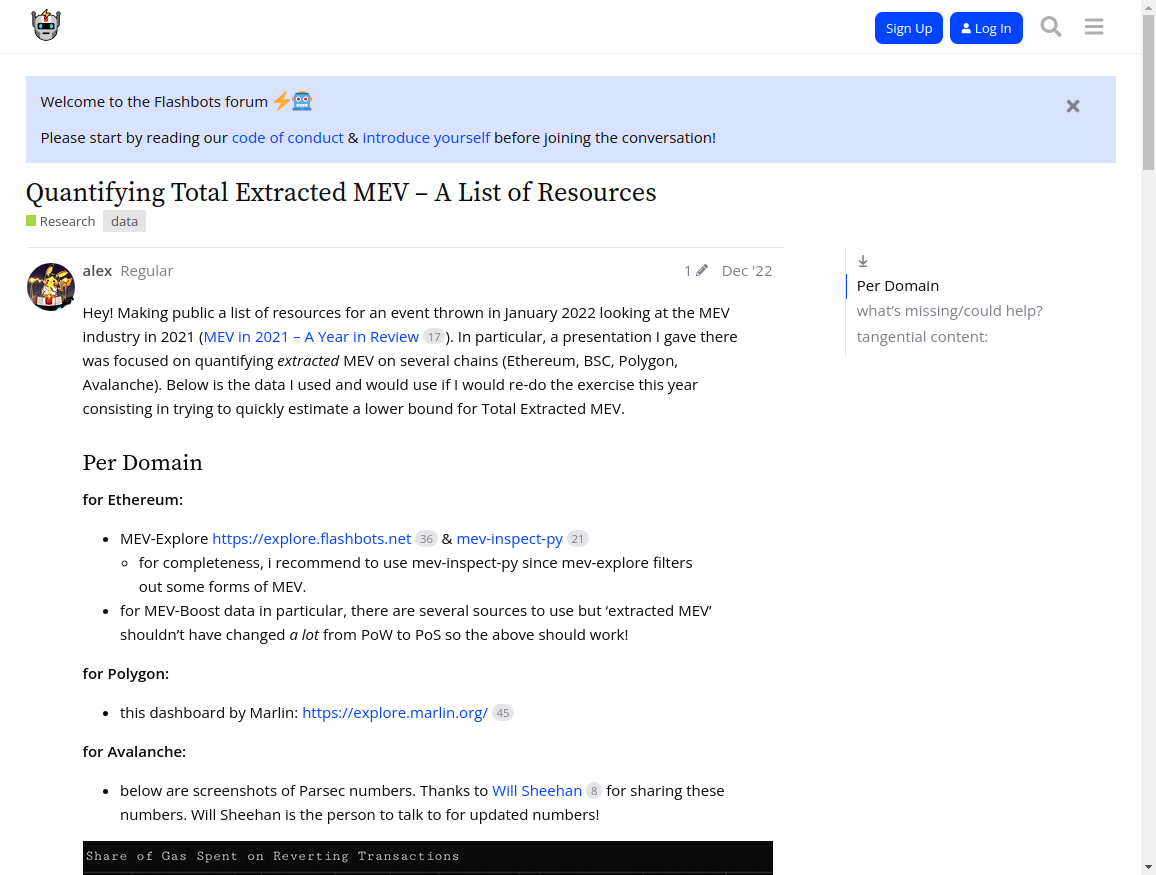 Sign Up
Log In
Welcome to the Flashbots forum
Please start by reading our code of conduct & introduce yourself before joining the conversation!
Quantifying Total Extracted MEV – A List of Resources
Research data
alex Regular 1 Dec '22
Hey! Making public a list of resources for an event thrown in January 2022 looking at the MEV
industry in 2021 (MEV in 2021 – A Year in Review 17 ). In particular, a presentation I gave there
was focused on quantifying extracted MEV on several chains (Ethereum, BSC, Polygon,
Avalanche). Below is the data I used and would use if I would re-do the exercise this year
consisting in trying to quickly estimate a lower bound for Total Extracted MEV.
Per Domain
for Ethereum:
MEV-Explore https://explore.flashbots.net 36 & mev-inspect-py 21
for completeness, i recommend to use mev-inspect-py since mev-explore filters
out some forms of MEV.
for MEV-Boost data in particular, there are several sources to use but ‘extracted MEV’
shouldn’t have changed a lot from PoW to PoS so the above should work!
for Polygon:
this dashboard by Marlin: https://explore.marlin.org/ 45
for Avalanche:
below are screenshots of Parsec numbers. Thanks to Will Sheehan 8 for sharing these
numbers. Will Sheehan is the person to talk to for updated numbers!
Share of Gas Spent on Reverting Transactions
Per Domain
what’s missing/could help?
tangential content: